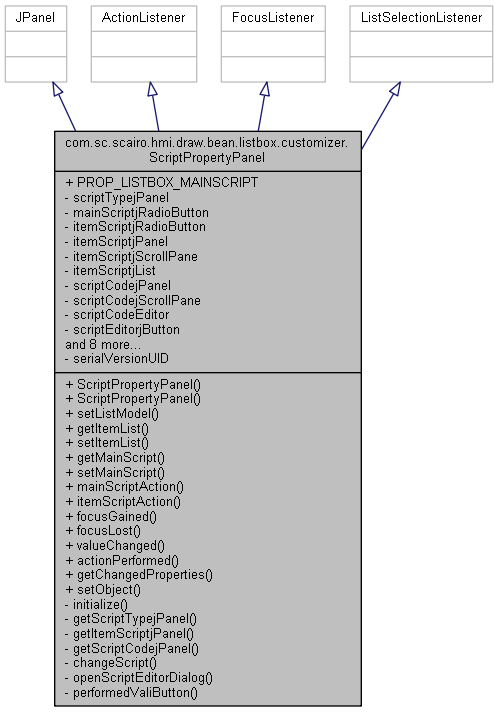 JPanel
ActionListener
FocusListener
ListSelectionListener
com.sc.scairo.hmi.draw.bean.listbox.customizer.
ScriptPropertyPanel
+ PROP_LISTBOX_MAINSCRIPT
- scriptTypejPanel
- mainScriptjRadioButton
- itemScriptjRadioButton
- itemScriptjPanel
- itemScriptjScrollPane
- itemScriptjList
- scriptCodejPanel
- scriptCodejScrollPane
- scriptCodeEditor
- scriptEditorjButton
and 8 more...
- serialVersionUID
+ ScriptPropertyPanel()
+ ScriptPropertyPanel()
+ setListModel()
+ getItemList()
+ setItemList()
+ getMainScript()
+ setMainScript()
+ mainScriptAction()
+ itemScriptAction()
+ focusGained()
+ focusLost()
+ valueChanged()
+ actionPerformed()
+ getChangedProperties()
+ setObject()
- initialize()
- getScriptTypejPanel()
- getItemScriptjPanel()
- getScriptCodejPanel()
- changeScript()
- openScriptEditorDialog()
- performedValiButton()